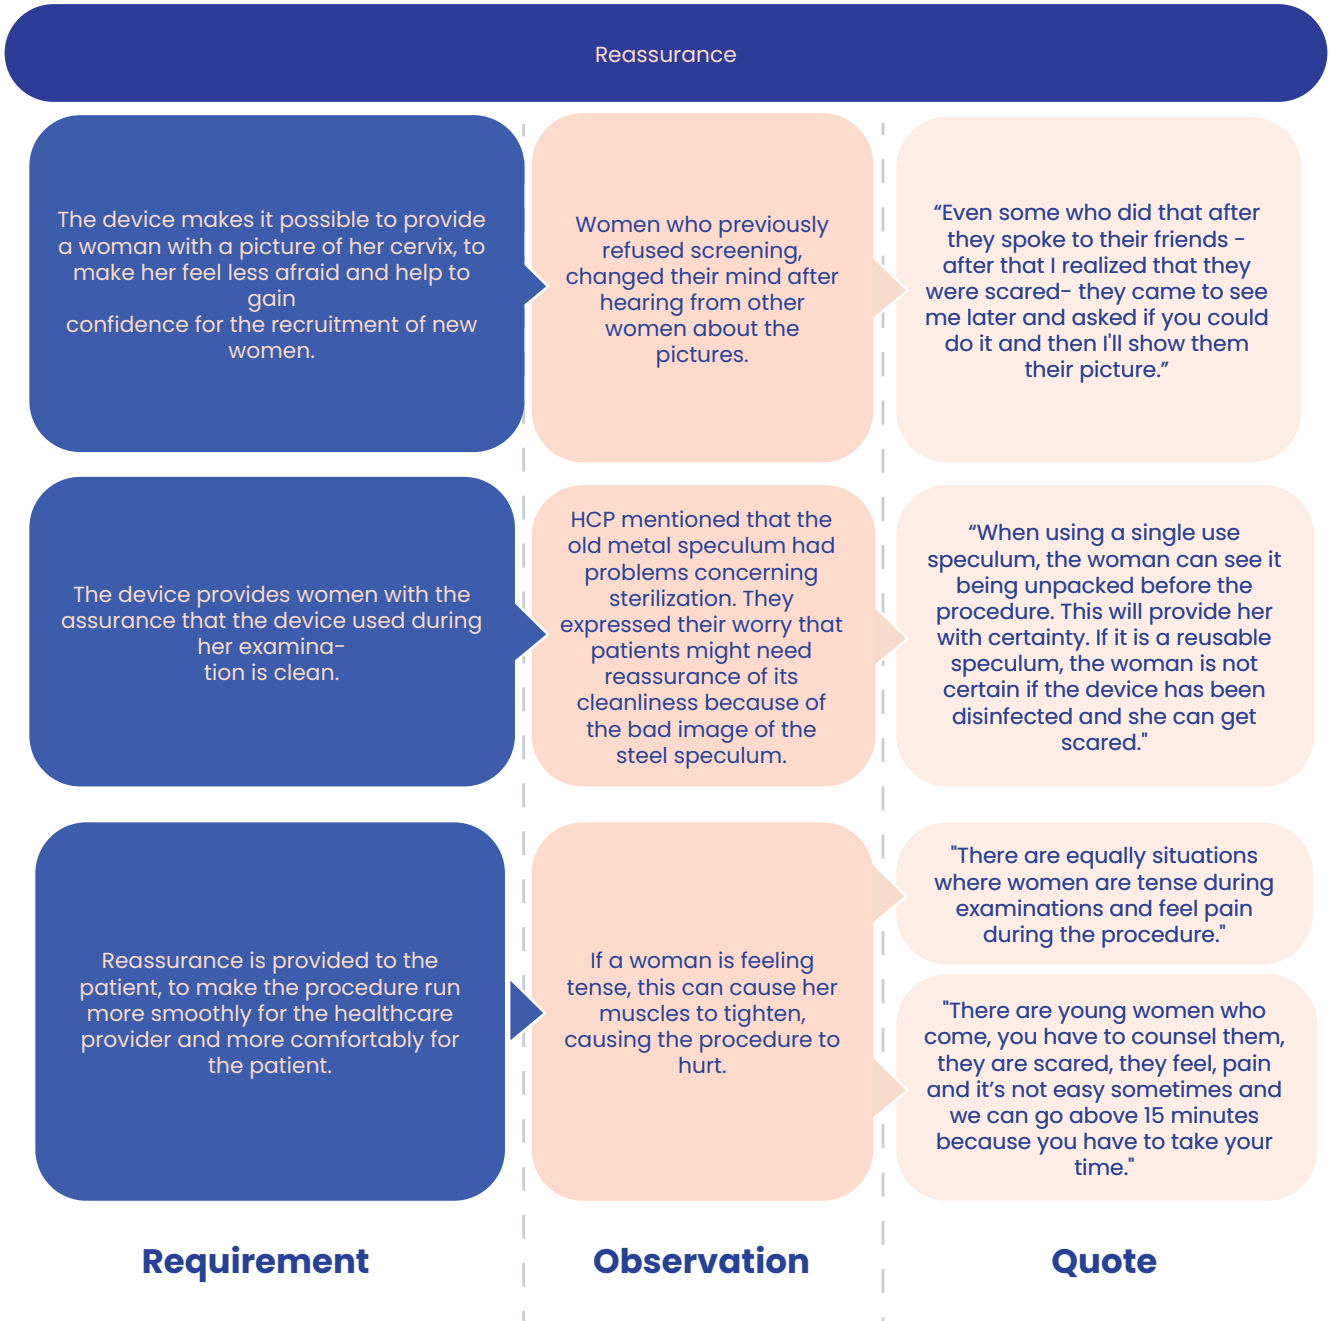 Reassurance
The device makes it possible to provide
a woman with a picture of her cervix, to
make her feel less afraid and help to
gain
confidence for the recruitment of new
women.
Women who previously
refused screening,
changed their mind after
hearing from other
women about the
pictures.
“Even some who did that after
they spoke to their friends -
after that I realized that they
were scared- they came to see
me later and asked if you could
do it and then I'll show them
their picture.”
The device provides women with the
assurance that the device used during
her examina-
tion is clean.
HCP mentioned that the
old metal speculum had
problems concerning
sterilization. They
expressed their worry that
patients might need
reassurance of its
cleanliness because of
the bad image of the
steel speculum.
“When using a single use
speculum, the woman can see it
being unpacked before the
procedure. This will provide her
with certainty. If it is a reusable
speculum, the woman is not
certain if the device has been
disinfected and she can get
scared."
Reassurance is provided to the
patient, to make the procedure run
more smoothly for the healthcare
provider and more comfortably for
the patient.
If a woman is feeling
tense, this can cause her
muscles to tighten,
causing the procedure to
hurt.
"There are equally situations
where women are tense during
examinations and feel pain
during the procedure."
"There are young women who
come, you have to counsel them,
they are scared, they feel, pain
and it’s not easy sometimes and
we can go above 15 minutes
because you have to take your
time."
Requirement
Observation
Quote